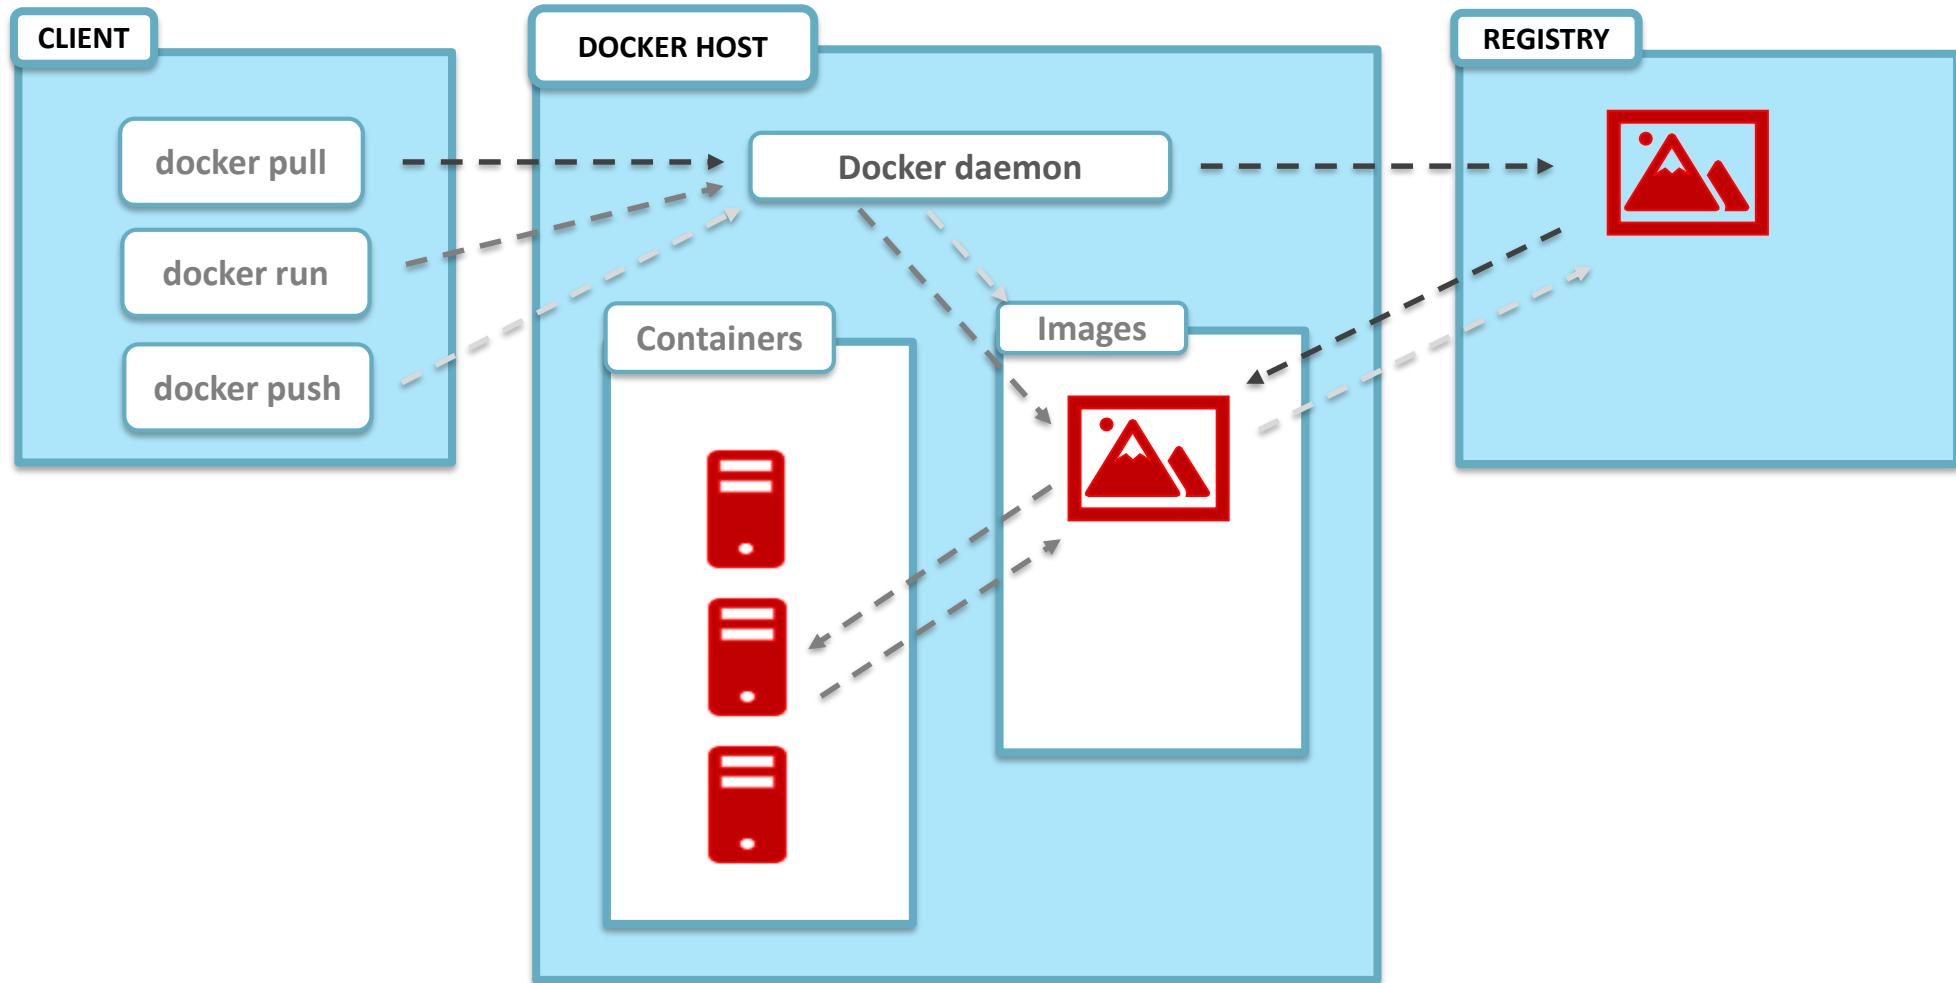 CLIENT
DOCKER HOST
REGISTRY
docker pull
Docker daemon
docker run
docker push
Containers
Images